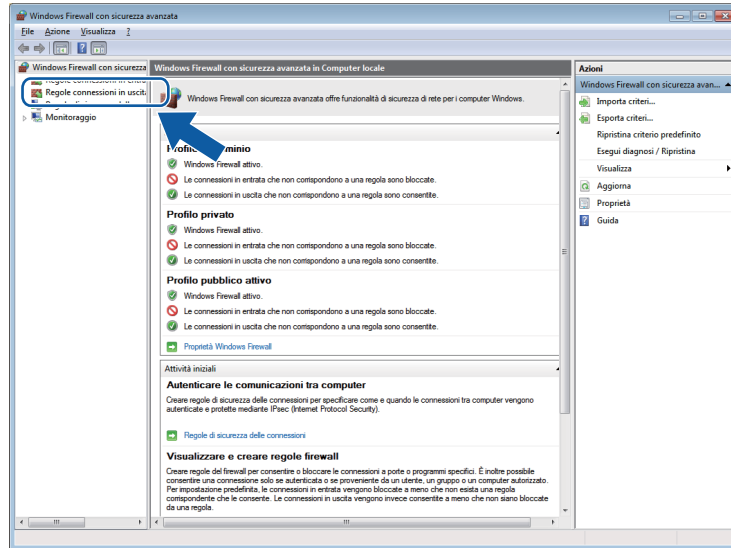 Windows Firewall con sicurezza avanzata
File Azione Visualizza ?
Windows Firewall con sicurezza
Regole connessioni in uscita
Monitoraggio
Windows Firewall con sicurezza avanzata in Computer locale
Windows Firewall con sicurezza avanzata offre funzionalità di sicurezza di rete per i computer Windows.
Windows Firewall attivo.
Le connessioni in entrata che non corrispondono a una regola sono bloccate.
Le connessioni in uscita che non corrispondono a una regola sono consentite.
Profilo privato
Windows Firewall attivo.
Le connessioni in entrata che non corrispondono a una regola sono bloccate.
Le connessioni in uscita che non corrispondono a una regola sono consentite.
Profilo pubblico attivo
Windows Firewall attivo.
Le connessioni in entrata che non corrispondono a una regola sono bloccate.
Le connessioni in uscita che non corrispondono a una regola sono consentite.
Proprietà Windows Firewall
Attività iniziali
Autenticare le comunicazioni tra computer
Creare regole di sicurezza delle connessioni per specificare come e quando le connessioni tra computer vengono
autenticate e protette mediante IPsec (Internet Protocol Security).
Regole di sicurezza delle connessioni
Visualizzare e creare regole firewall
Creare regole del firewall per consentire o bloccare le connessioni a porte o programmi specifici. È inoltre possibile
consentire una connessione solo se autenticata o se proveniente da un utente, un gruppo o un computer autorizzato.
Per impostazione predefinita, le connessioni in entrata vengono bloccate a meno che non esista una regola
corrispondente che le consente. Le connessioni in uscita vengono invece consentite a meno che non siano bloccate
da una regola.
Azioni
Windows Firewall con sicurezza avan...
Importa criteri...
Esporta criteri...
Ripristina criterio predefinito
Esegui diagnosi / Ripristina
Visualizza
Aggiorna
Proprietà
Guida